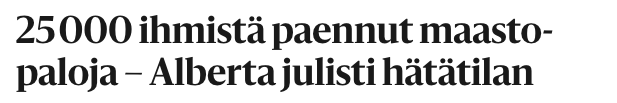 25 000 ihmistä paennut maasto-
paloja – Alberta julisti hätätilan